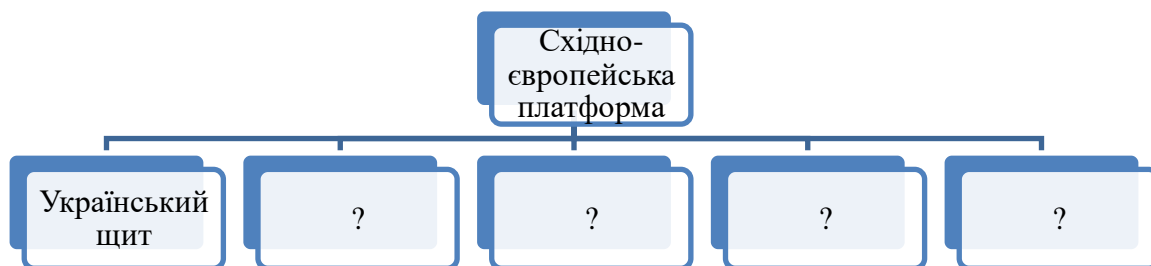 Східно-
європейська
платформа
Український
щит
?
?
?
?